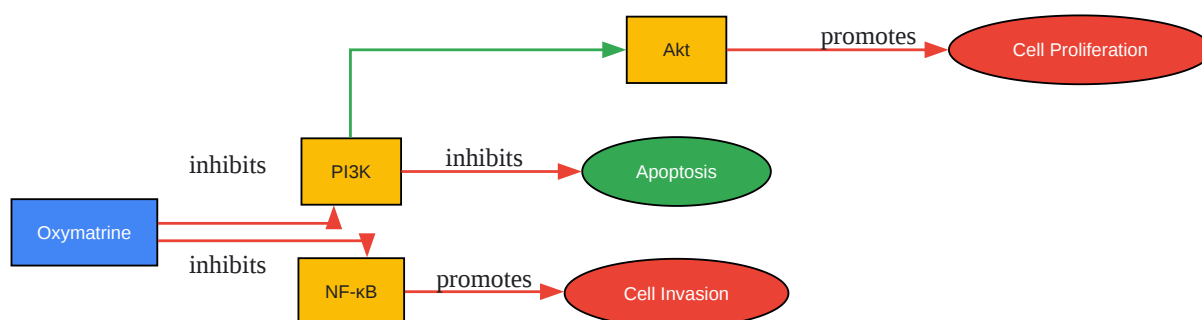 Akt
promotes
Cell Proliferation
inhibits
PI3K
inhibits
Apoptosis
Oxymatrine
inhibits
NF-κB
promotes
Cell Invasion